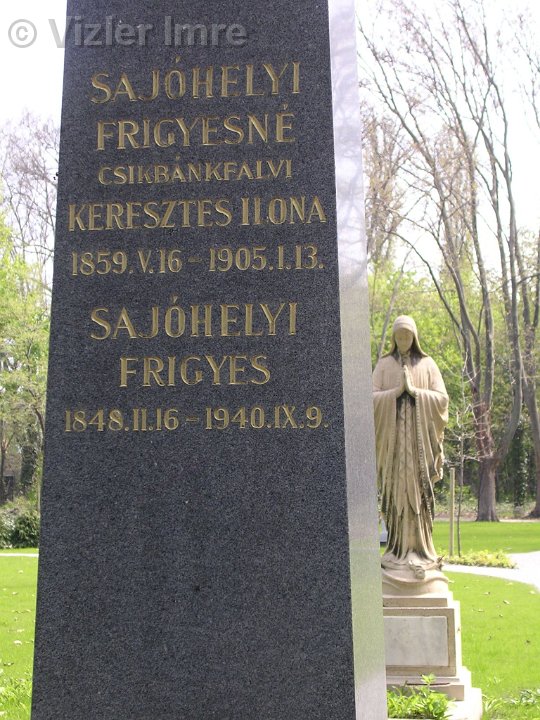 © Vizler Imre
SAJÓHELYI
FRIGYESNÉ
CSIKBÁNKFALVI
KERESZTES ILONA
1859.V.16 - 1905.I.13.
SAJÓHELYI
FRIGYES
1848.II.16 - 1940.IX.9.